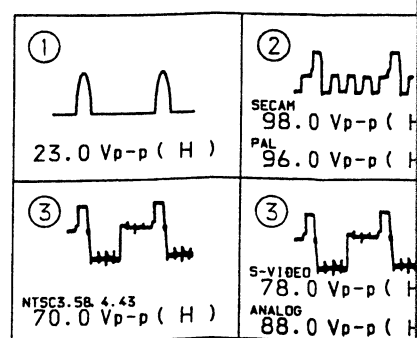 ①
23.0 Vp-p ( H )
②
SECAM
98.0 Vp-p ( H
PAL
96.0 Vp-p ( H
③
NTSC3.58. 4.43
70.0 Vp-p ( H )
③
S-VIDEO
78.0 Vp-p ( H
ANALOG
88.0 Vp-p ( H